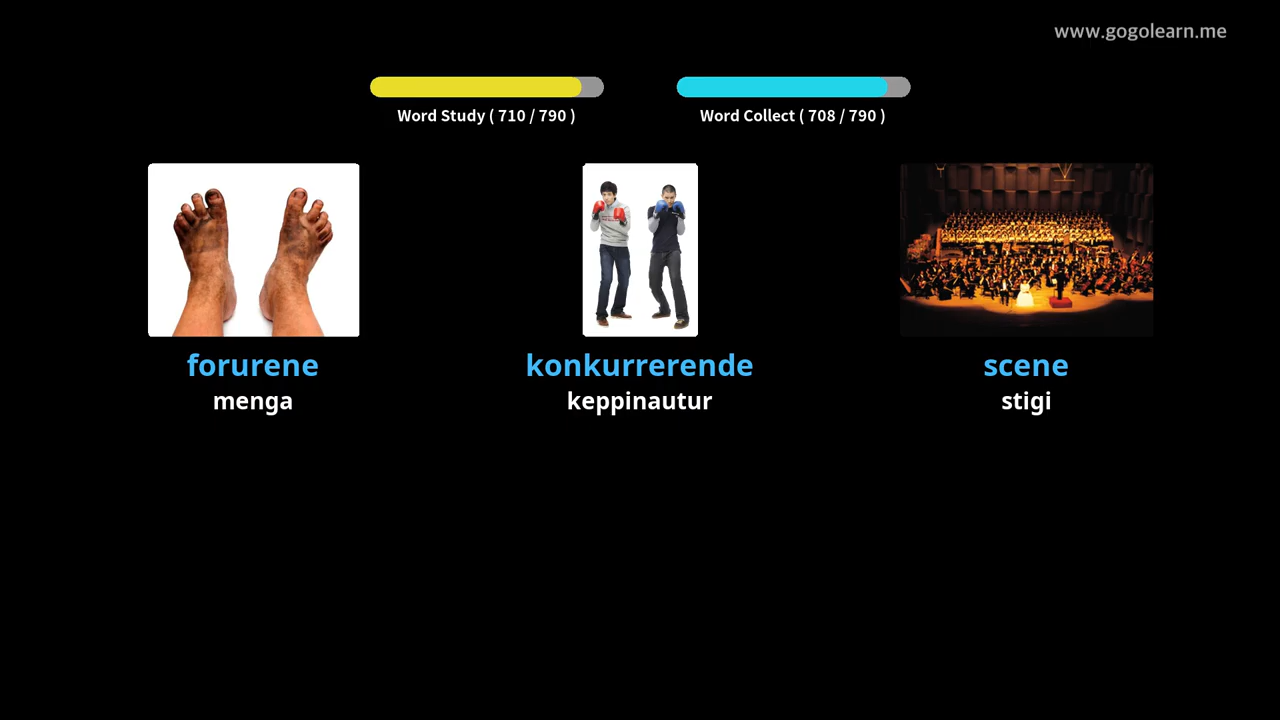 www.gogolearn.me
Word Study ( 710 / 790 )
Word Collect ( 708 / 790 )
forurene
menga
konkurrerende
keppinautur
scene
stigi